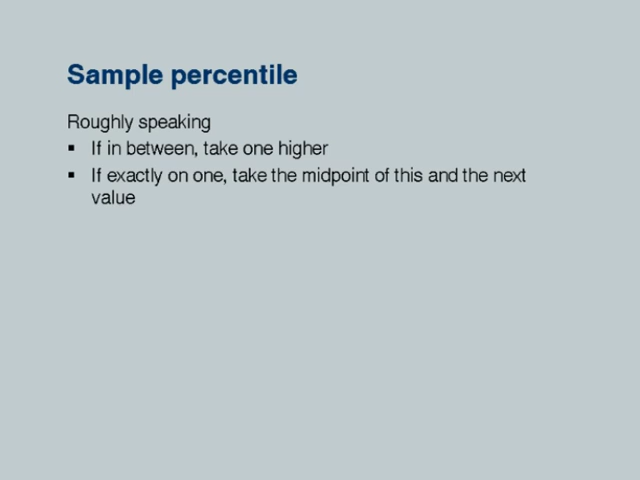 Sample percentile
Roughly speaking
▪ If in between, take one higher
▪ If exactly on one, take the midpoint of this and the next
value